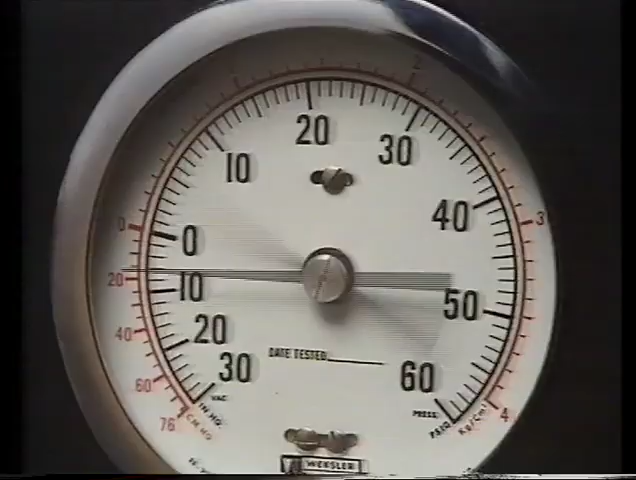 2
20
30
10
40
3
0
0
20
10
50
40
20
DATE TESTED
30
60
60
VAC
PRESS
IN.HG.
76
CM.HG.
P.S.I.G.
Kg/Cm²
4
WEKSLER